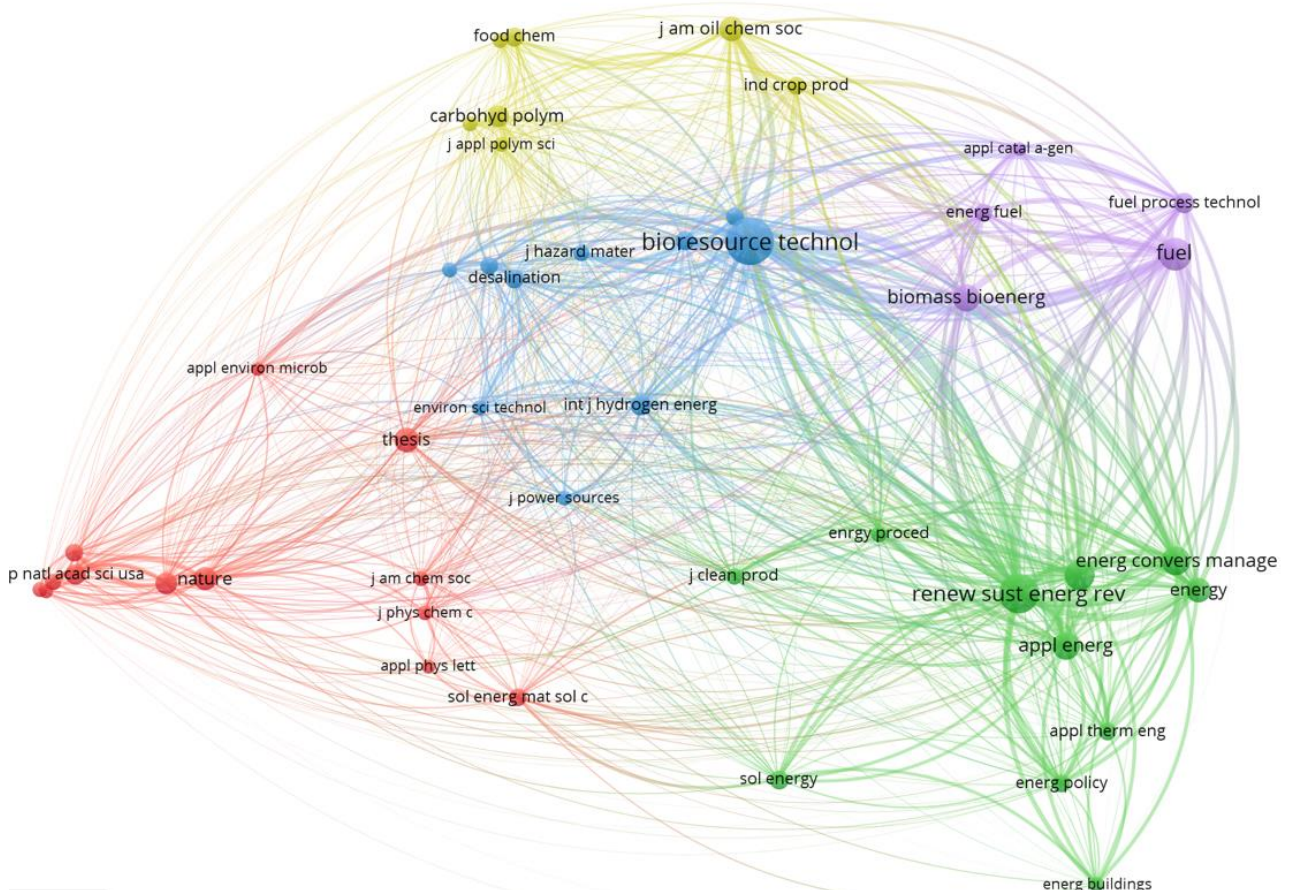 j am oil chem soc
food chem
ind crop prod
carbohyd polym
j appl polym sci
appl catal a-gen
fuel process technol
energ fuel
bioresource technol
j hazard mater
fuel
desalination
biomass bioenerg
appl environ microb
environ sci technol
int j hydrogen energ
thesis
j power sources
enrgy proced
energ convers manage
p natl acad sci usa
nature
j am chem soc
j clean prod
energy
renew sust energ rev
j phys chem c
appl energ
appl phys lett
sol energ mat sol c
appl therm eng
sol energy
energ policy
energ buildings